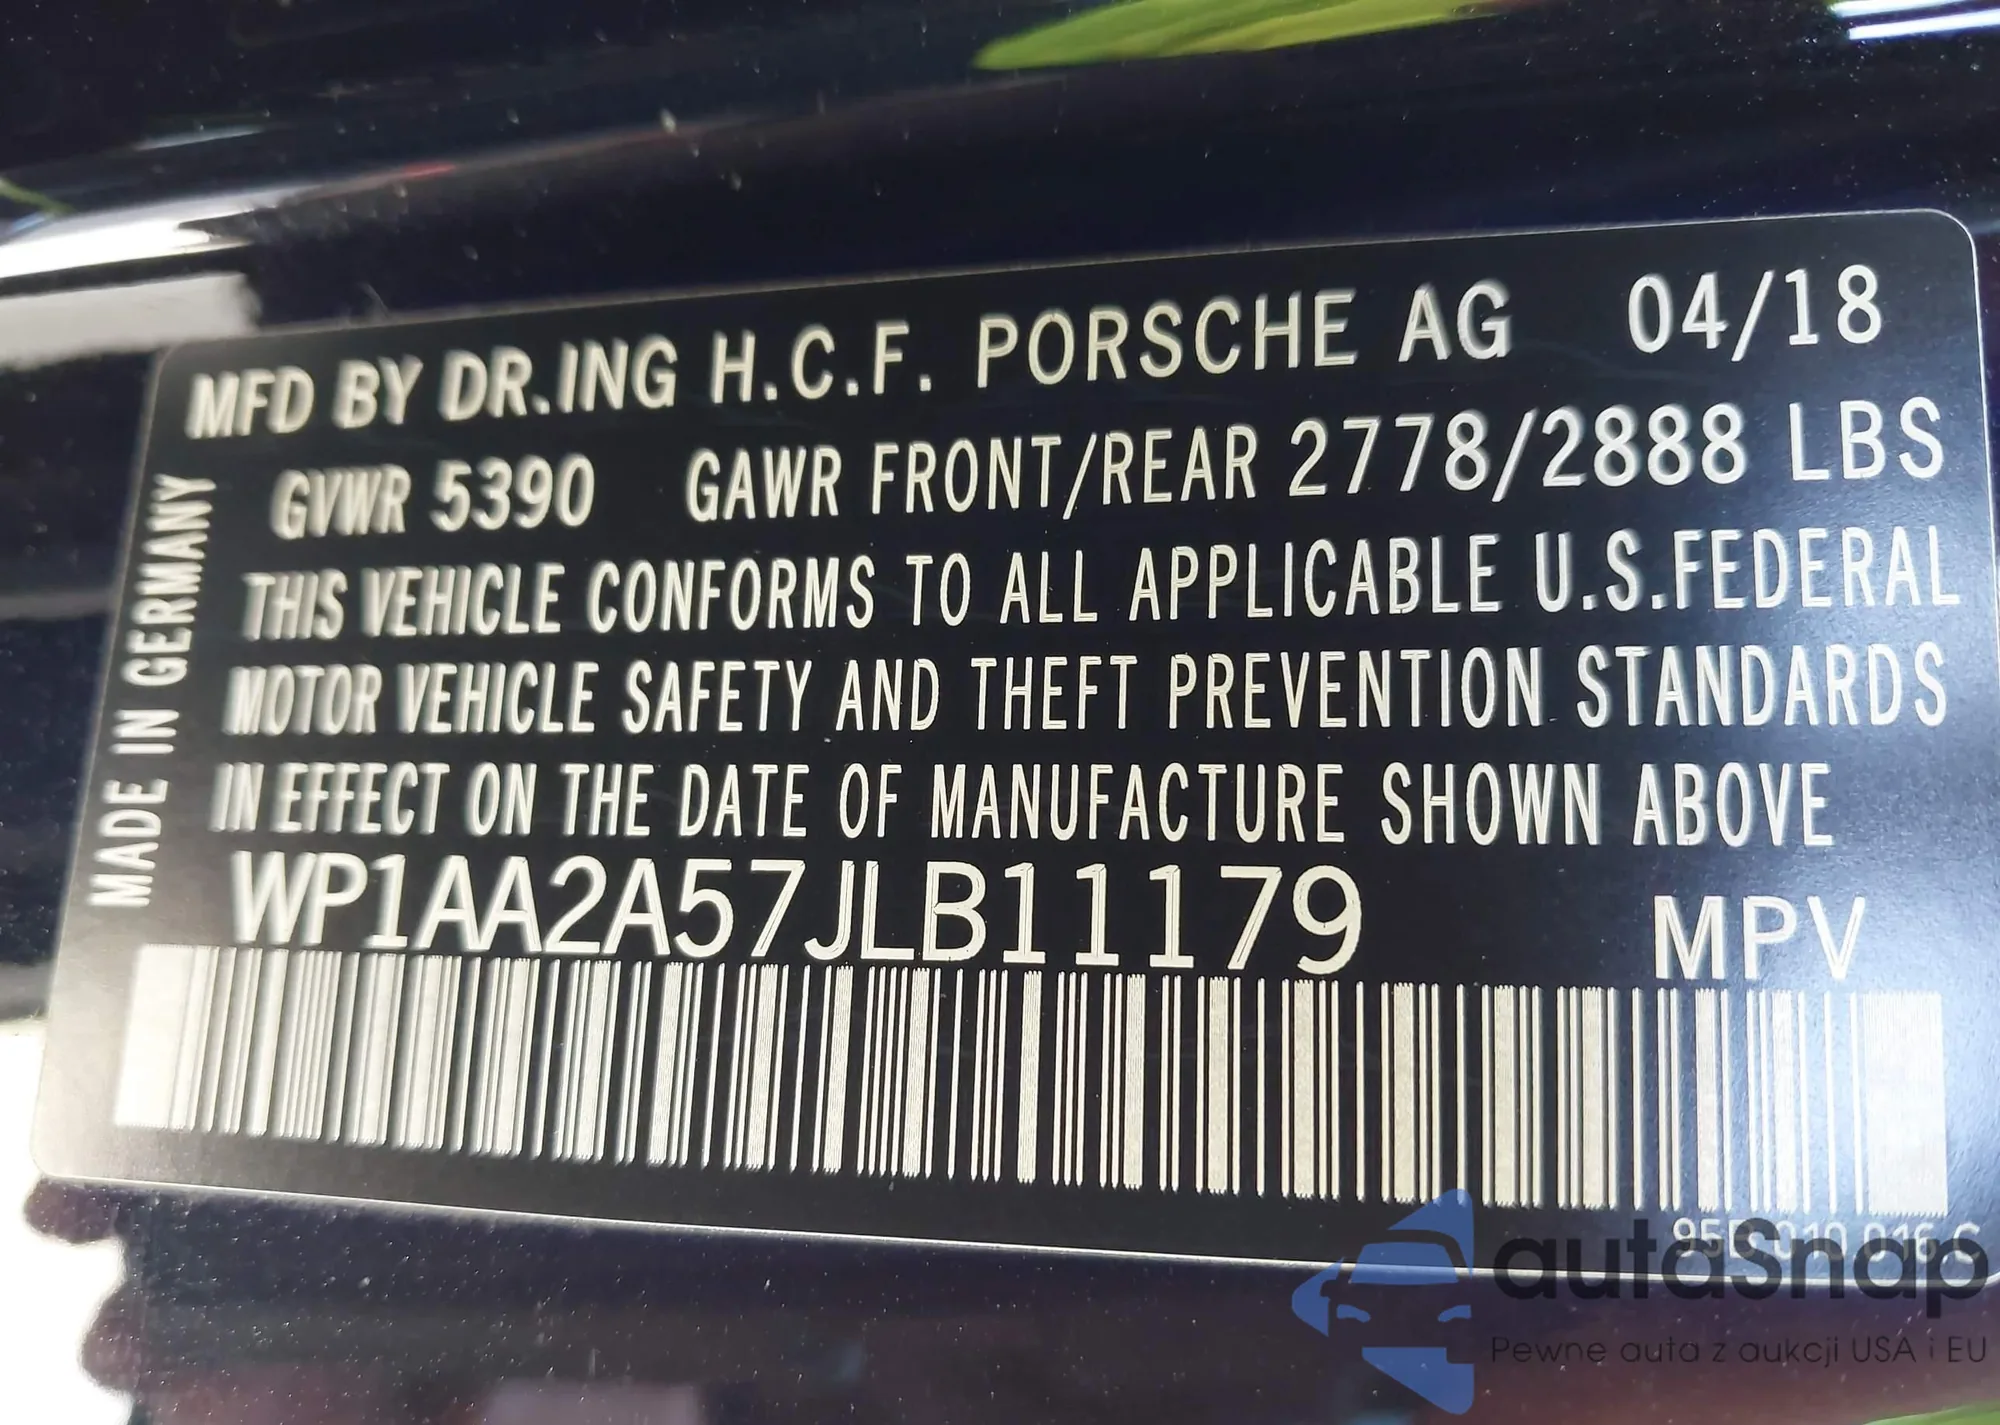 MFD BY DR.ING H.C.F. PORSCHE AG 04/18
GVWR 5390 GAWR FRONT/REAR 2778/2888 LBS
THIS VEHICLE CONFORMS TO ALL APPLICABLE U.S.FEDERAL
MOTOR VEHICLE SAFETY AND THEFT PREVENTION STANDARDS
IN EFFECT ON THE DATE OF MANUFACTURE SHOWN ABOVE
WP1AA2A57JLB11179 MPV
MADE IN GERMANY
autaSnap
Pewne auta z aukcji USA i EU